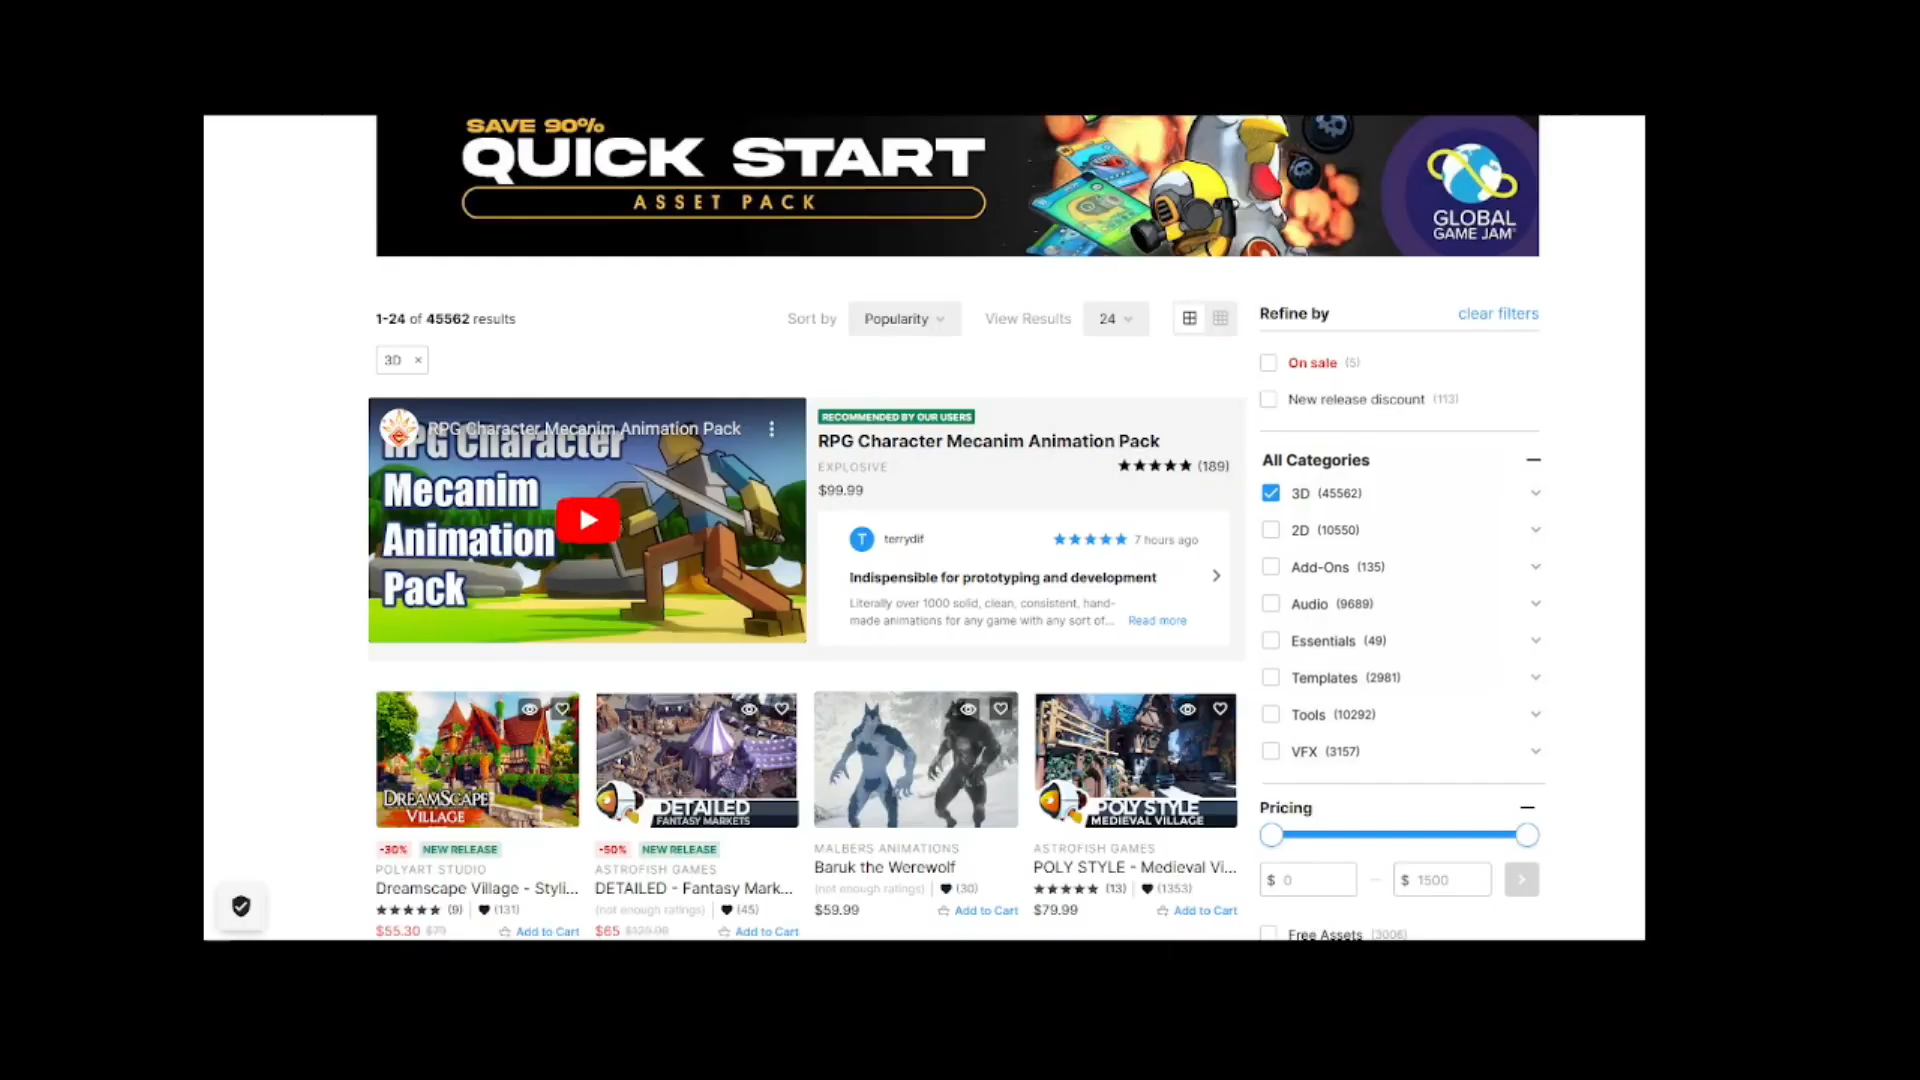 SAVE 90%
QUICK START
ASSET PACK
GLOBAL
GAME JAM
1-24 of 45562 results
Sort by
Popularity
View Results
24
3D ×
Refine by
clear filters
On sale (5)
New release discount (113)
RPG Character Mecanim Animation Pack
RPG Character
Mecanim
Animation
Pack
RECOMMENDED BY OUR USERS
RPG Character Mecanim Animation Pack
EXPLOSIVE
(189)
$99.99
T
terrydif
7 hours ago
Indispensible for prototyping and development
Literally over 1000 solid, clean, consistent, hand-
made animations for any game with any sort of... Read more
All Categories
3D (45562)
2D (10550)
Add-Ons (135)
Audio (9689)
Essentials (49)
Templates (2981)
Tools (10292)
VFX (3157)
Pricing
$ 0
$ 1500
Free Assets (3006)
DREAMSCAPE
VILLAGE
-30% NEW RELEASE
POLYART STUDIO
Dreamscape Village - Styli...
(9) (131)
$55.30 $79 Add to Cart
DETAILED
FANTASY MARKETS
-50% NEW RELEASE
ASTROFISH GAMES
DETAILED - Fantasy Mark...
(not enough ratings) (45)
$65 $129.99 Add to Cart
MALBERS ANIMATIONS
Baruk the Werewolf
(not enough ratings) (30)
$59.99 Add to Cart
POLY STYLE
MEDIEVAL VILLAGE
ASTROFISH GAMES
POLY STYLE - Medieval Vi...
(13) (1353)
$79.99 Add to Cart